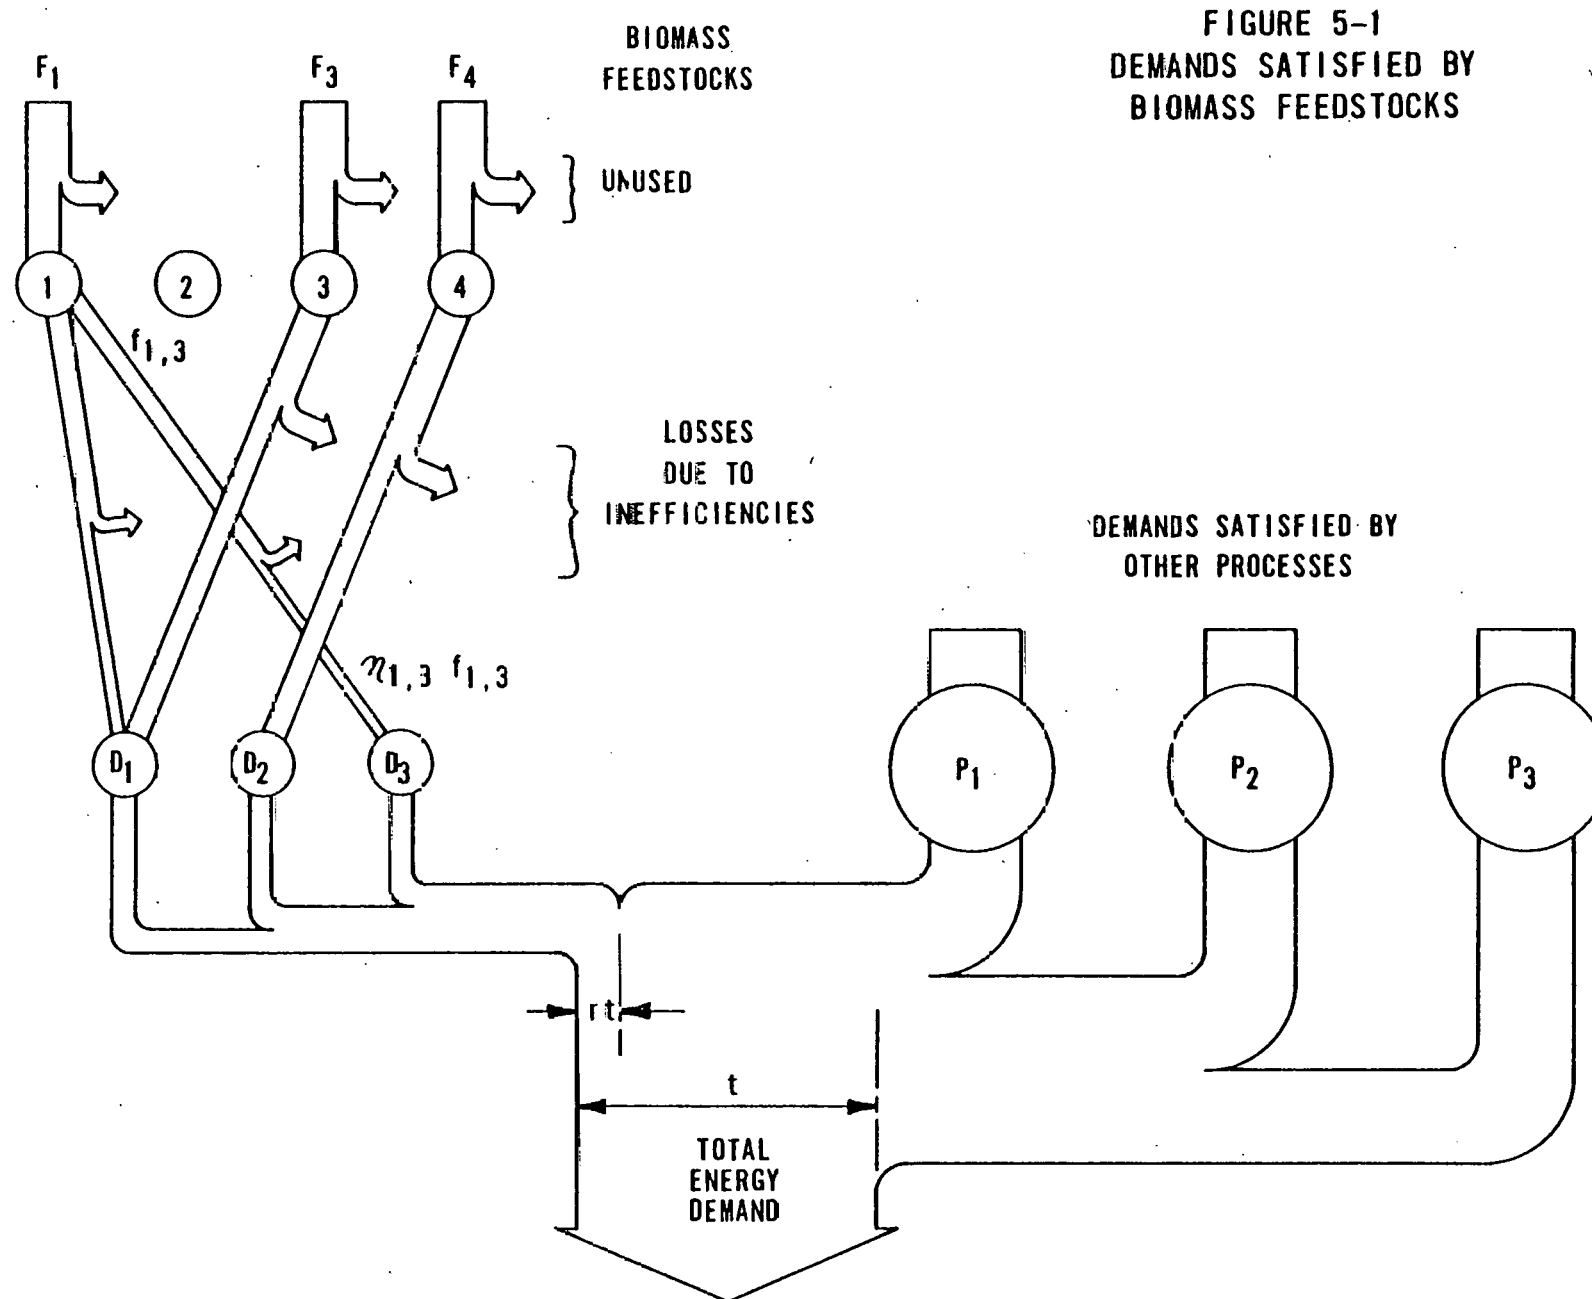 FIGURE 5-1
DEMANDS SATISFIED BY
BIOMASS FEEDSTOCKS
BIOMASS
FEEDSTOCKS
F1
F3
F4
UNUSED
1
2
3
4
f1,3
LOSSES
DUE TO
INEFFICIENCIES
DEMANDS SATISFIED BY
OTHER PROCESSES
η1,3 f1,3
D1
D2
D3
P1
P2
P3
rt
t
TOTAL
ENERGY
DEMAND